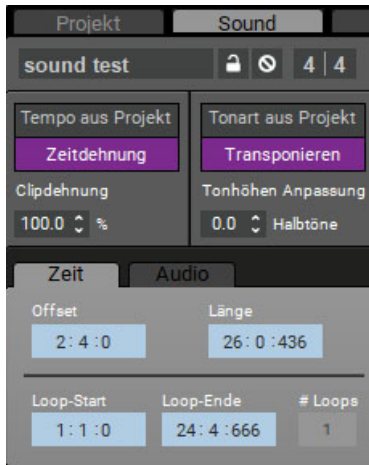 Projekt Sound
sound test 4 | 4
Tempo aus Projekt Tonart aus Projekt
Zeitdehnung Transponieren
Clipdehnung Tonhöhen Anpassung
100.0 % 0.0 Halbtöne
Zeit Audio
Offset Länge
2:4:0 26:0:436
Loop-Start Loop-Ende # Loops
1:1:0 24:4:666 1